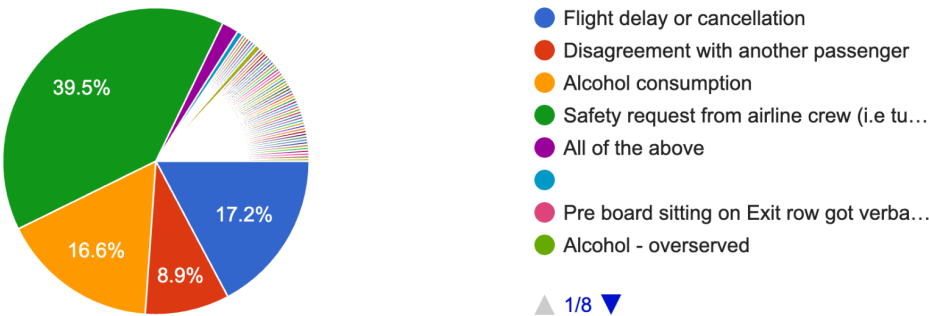 39.5%
17.2%
16.6%
8.9%
Flight delay or cancellation
Disagreement with another passenger
Alcohol consumption
Safety request from airline crew (i.e tu…
All of the above
Pre board sitting on Exit row got verba…
Alcohol - overserved
1/8